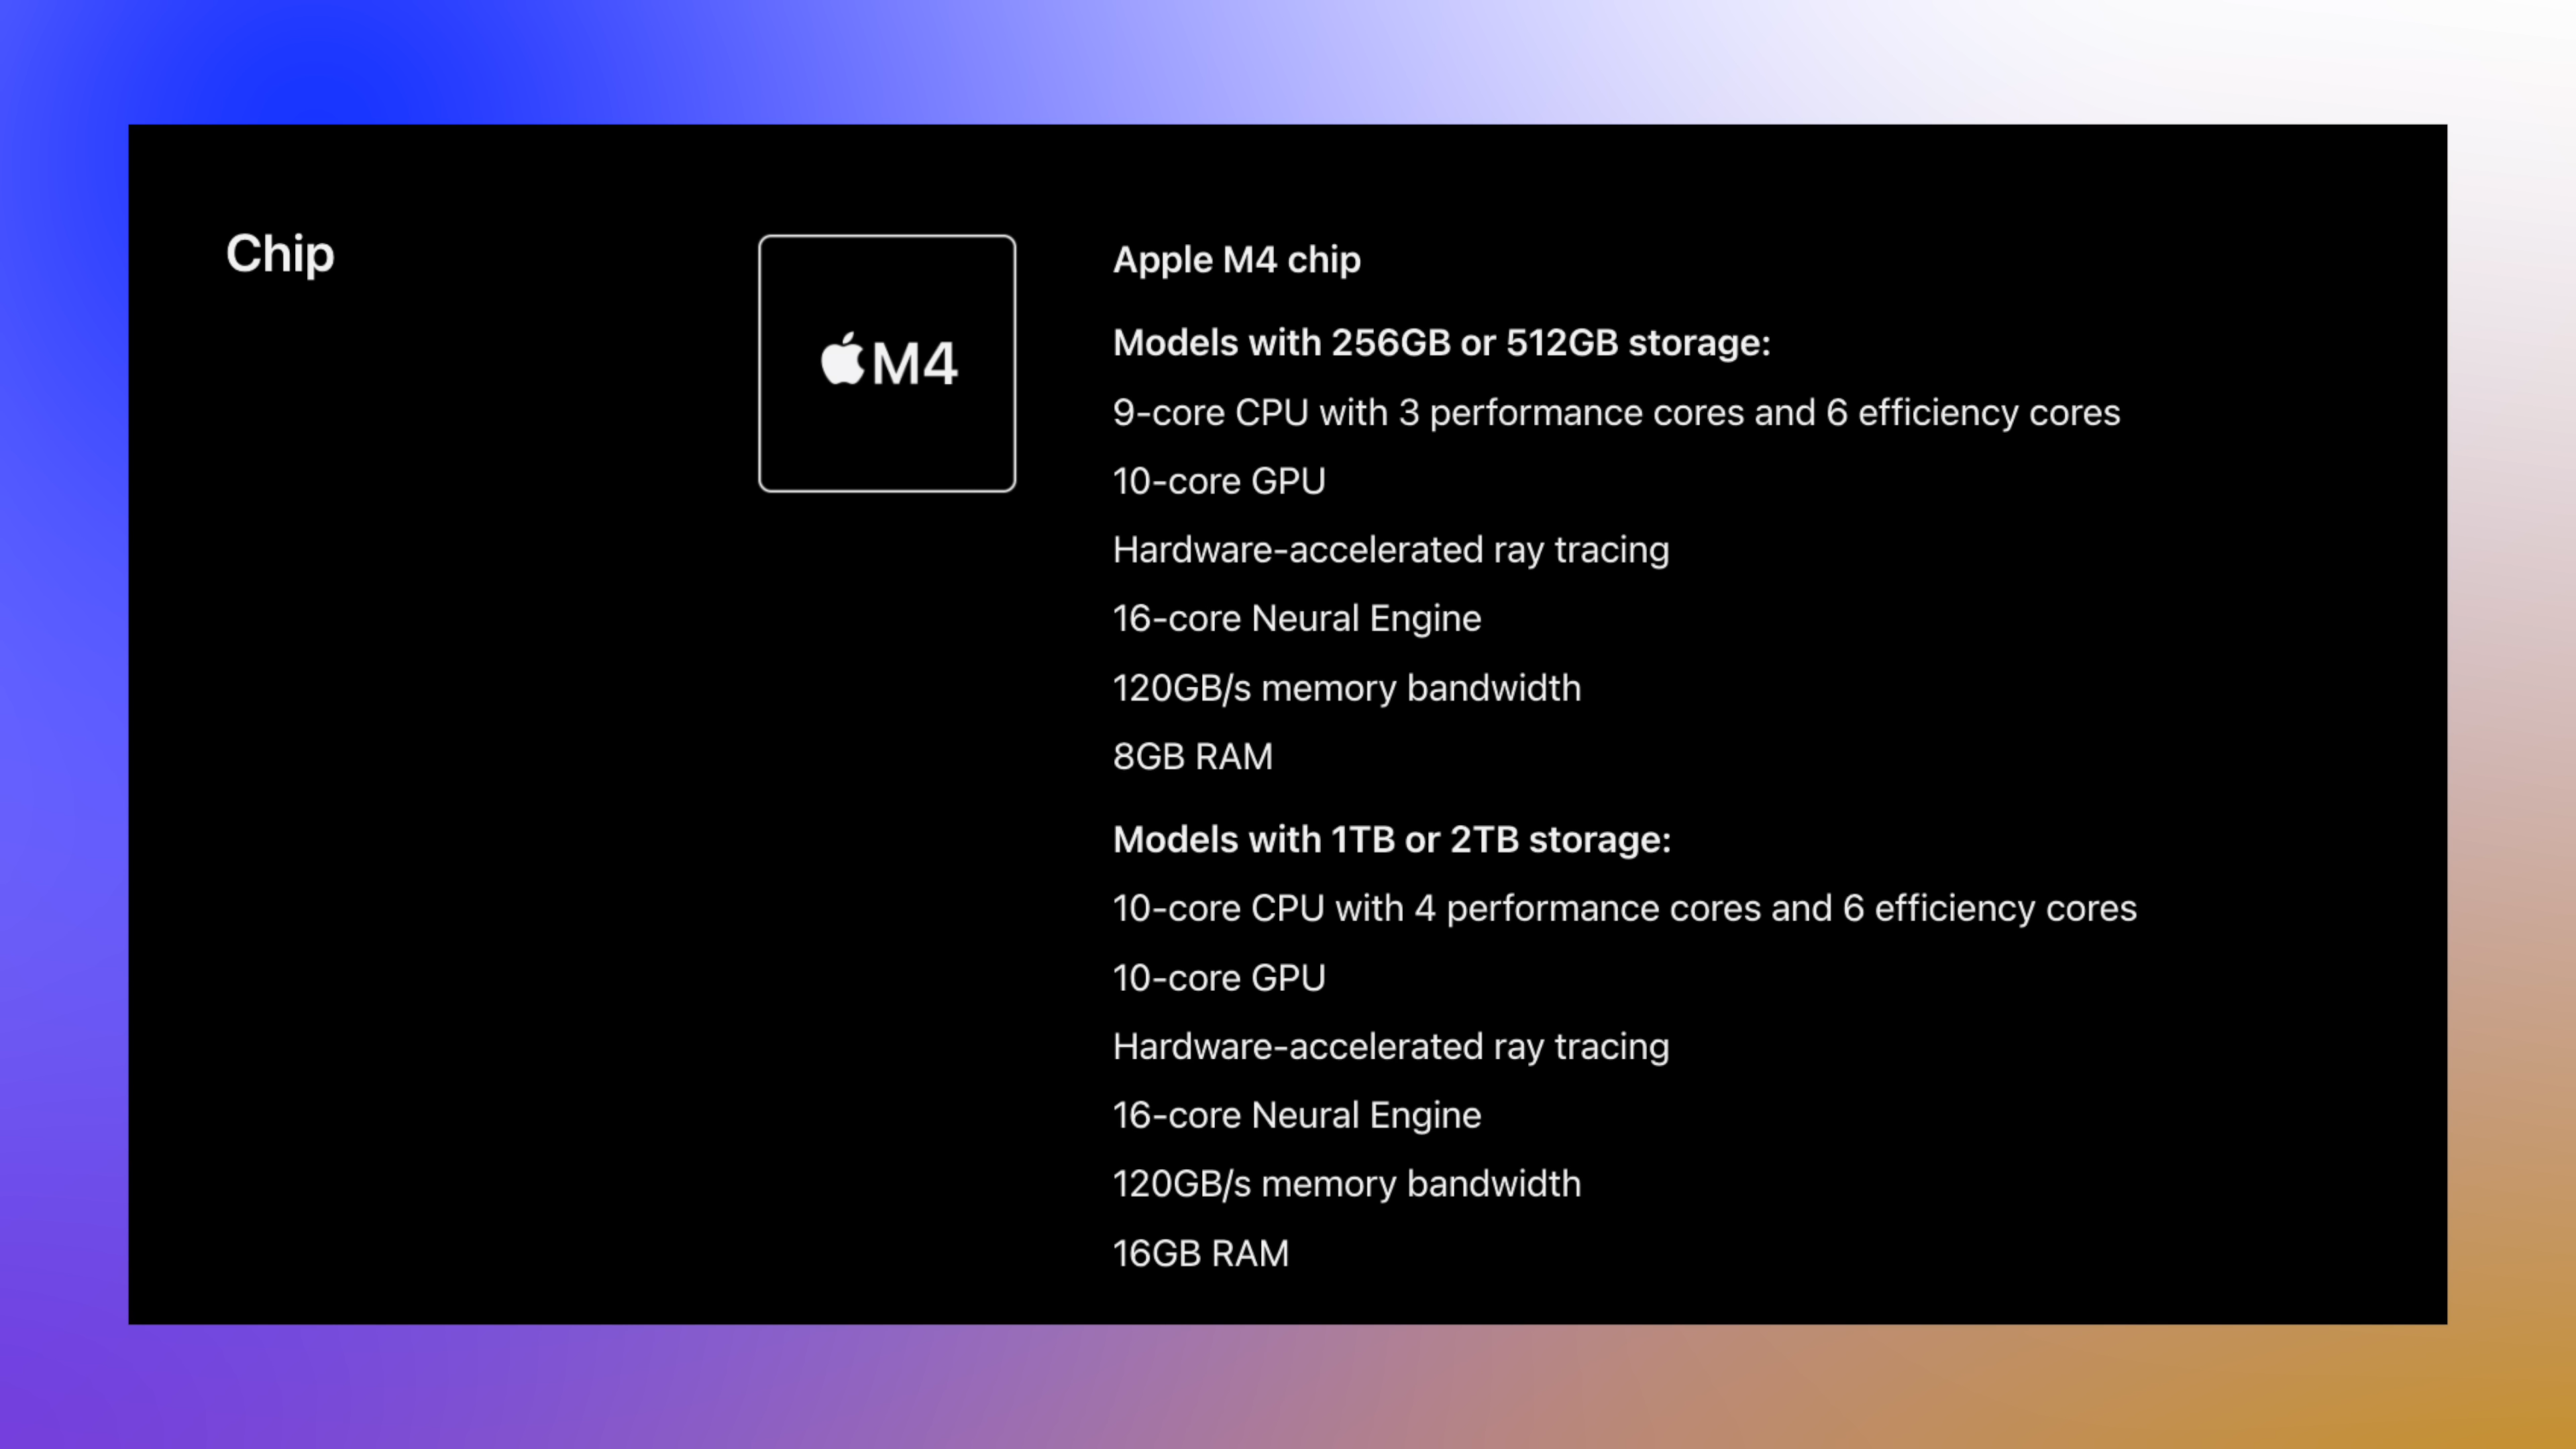 Chip
M4
Apple M4 chip
Models with 256GB or 512GB storage:
9-core CPU with 3 performance cores and 6 efficiency cores
10-core GPU
Hardware-accelerated ray tracing
16-core Neural Engine
120GB/s memory bandwidth
8GB RAM
Models with 1TB or 2TB storage:
10-core CPU with 4 performance cores and 6 efficiency cores
10-core GPU
Hardware-accelerated ray tracing
16-core Neural Engine
120GB/s memory bandwidth
16GB RAM